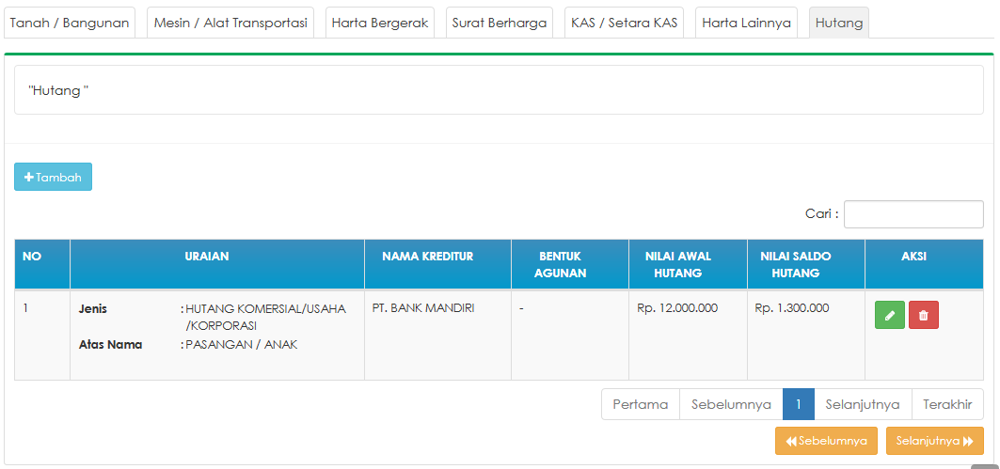 Tanah / Bangunan Mesin / Alat Transportasi Harta Bergerak Surat Berharga KAS / Setara KAS Harta Lainnya Hutang
"Hutang "
+Tambah
Cari :
NO URAIAN NAMA KREDITUR BENTUK AGUNAN NILAI AWAL HUTANG NILAI SALDO HUTANG AKSI
1 Jenis : HUTANG KOMERSIAL/USAHA PT. BANK MANDIRI - Rp. 12.000.000 Rp. 1.300.000
/KORPORASI
Atas Nama : PASANGAN / ANAK
Pertama Sebelumnya 1 Selanjutnya Terakhir
Sebelumnya Selanjutnya